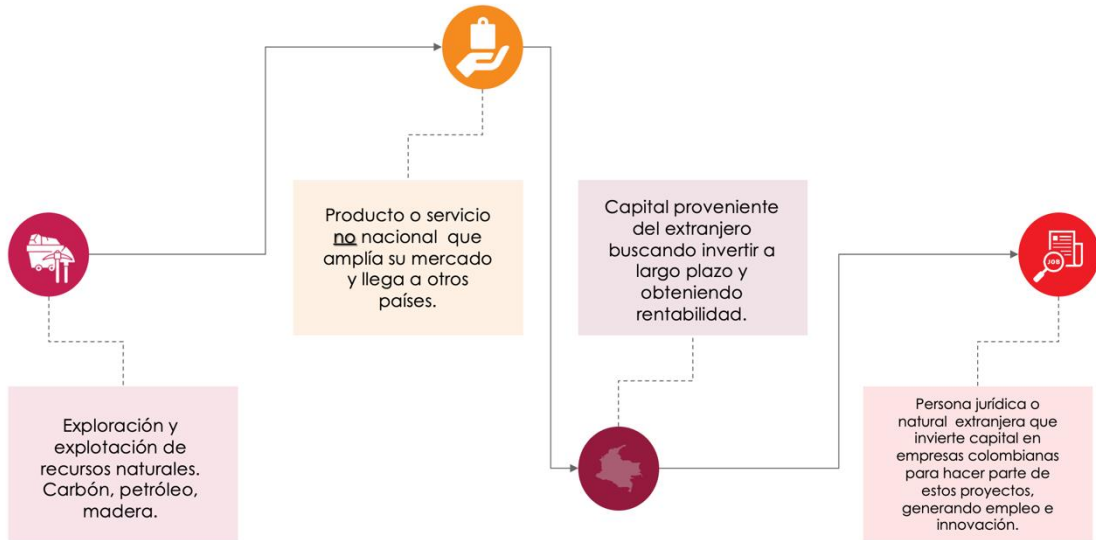 Producto o servicio
no nacional que
amplía su mercado
y llega a otros
países.
Capital proveniente
del extranjero
buscando invertir a
largo plazo y
obteniendo
rentabilidad.
JOB
Exploración y
explotación de
recursos naturales.
Carbón, petróleo,
madera.
Persona jurídica o
natural extranjera que
invierte capital en
empresas colombianas
para hacer parte de
estos proyectos,
generando empleo e
innovación.